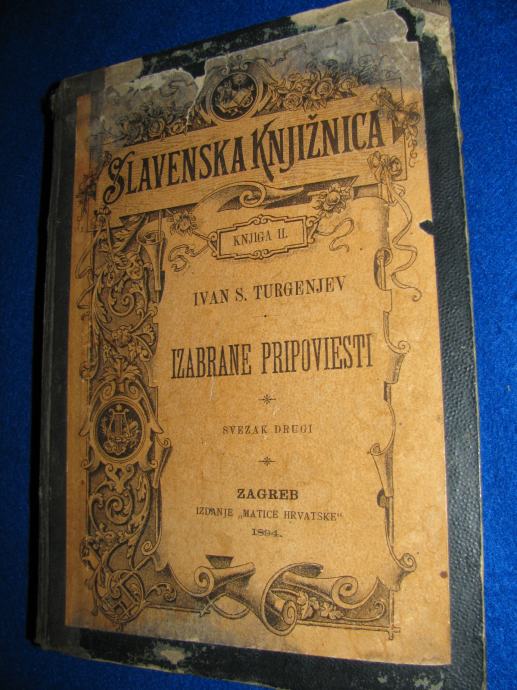 SLAVENSKA KNJIŽNICA
KNJIGA II.
IVAN S. TURGENJEV
IZABRANE PRIPOVIESTI
SVEZAK DRUGI
ZAGREB
IZDANJE „MATICE HRVATSKE“
1894.